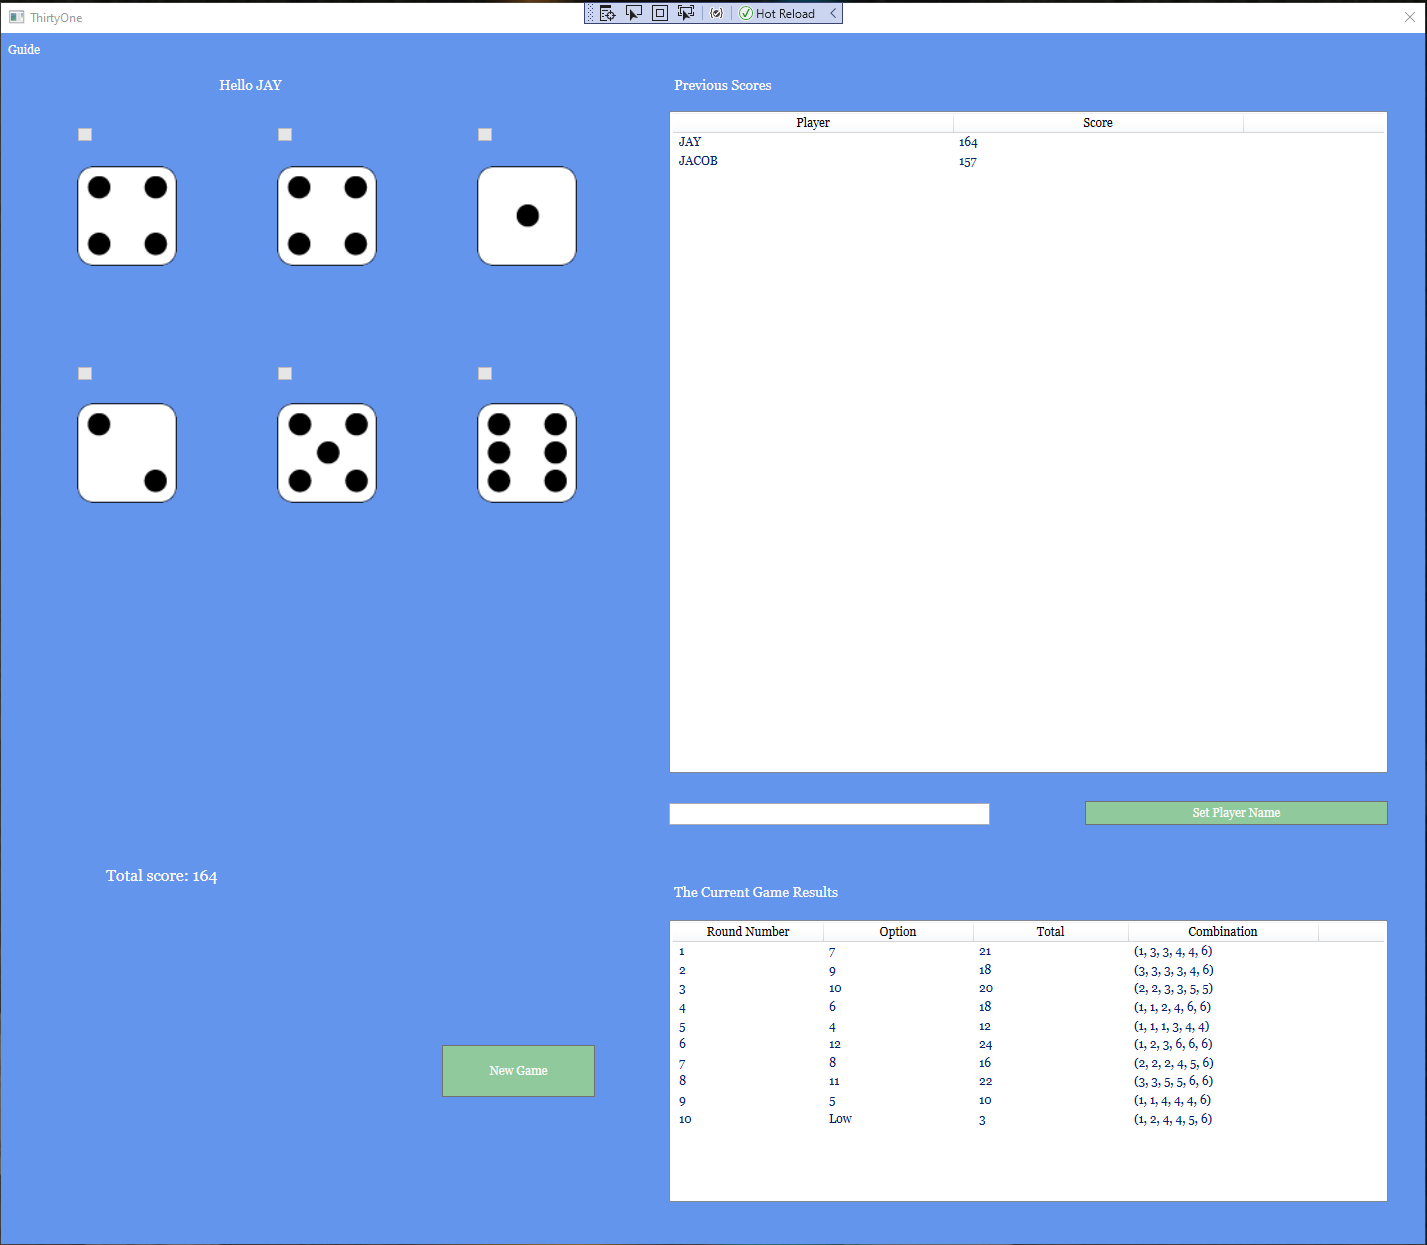 ThirtyOne
Hot Reload
Guide
Hello JAY
Previous Scores
Player Score
JAY 164
JACOB 157
Set Player Name
Total score: 164
The Current Game Results
Round Number Option Total Combination
1 7 21 (1, 3, 3, 4, 4, 6)
2 9 18 (3, 3, 3, 3, 4, 6)
3 10 20 (2, 2, 3, 3, 5, 5)
4 6 18 (1, 1, 2, 4, 6, 6)
5 4 12 (1, 1, 1, 3, 4, 4)
6 12 24 (1, 2, 3, 6, 6, 6)
7 8 16 (2, 2, 2, 4, 5, 6)
8 11 22 (3, 3, 5, 5, 6, 6)
9 5 10 (1, 1, 4, 4, 4, 6)
10 Low 3 (1, 2, 4, 4, 5, 6)
New Game